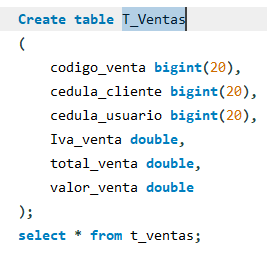 Create table T_Ventas
(
codigo_venta bigint(20),
cedula_cliente bigint(20),
cedula_usuario bigint(20),
Iva_venta double,
total_venta double,
valor_venta double
);
select * from t_ventas;